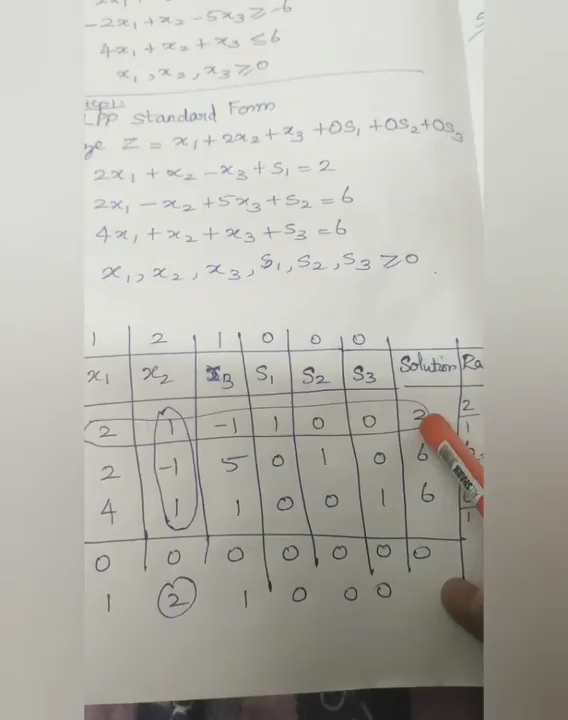 -2x₁ + x₂ - 5x₃ ≥ -6
4x₁ + x₂ + x₃ ≤ 6
x₁, x₂, x₃ ≥ 0
LPP Standard Form
Z = x₁ + 2x₂ + x₃ + 0S₁ + 0S₂ + 0S₃
2x₁ + x₂ - x₃ + S₁ = 2
2x₁ - x₂ + 5x₃ + S₂ = 6
4x₁ + x₂ + x₃ + S₃ = 6
x₁, x₂, x₃, S₁, S₂, S₃ ≥ 0
1 2 1 0 0 0
x₁ x₂ x₃ S₁ S₂ S₃ Solution Ra
2 1 -1 1 0 0 2 2/1
2 -1 5 0 1 0 6
4 1 1 0 0 1 6
0 0 0 0 0 0 0
1 2 1 0 0 0